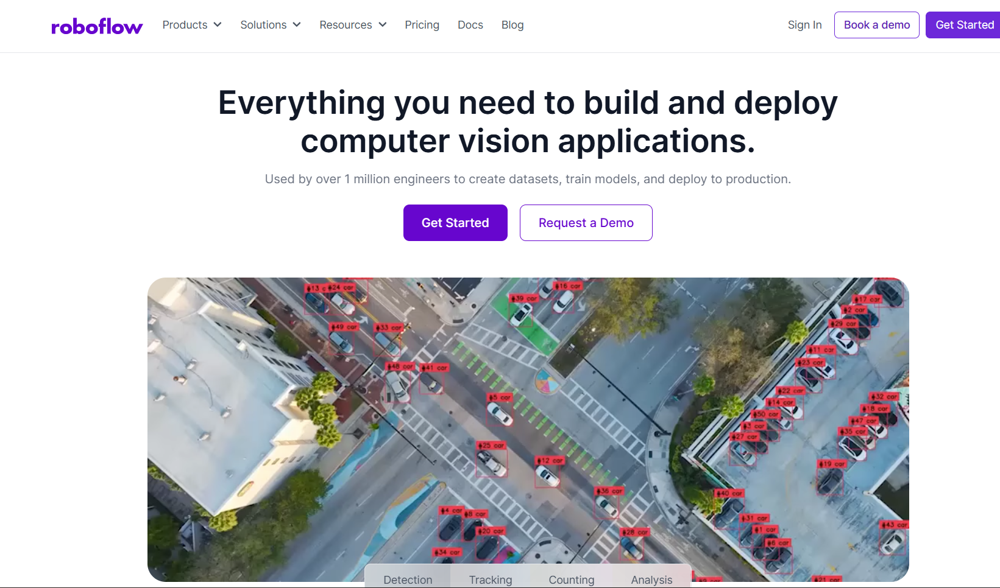 roboflow
Products
Solutions
Resources
Pricing
Docs
Blog
Sign In
Book a demo
Get Started
Everything you need to build and deploy
computer vision applications.
Used by over 1 million engineers to create datasets, train models, and deploy to production.
Get Started
Request a Demo
#13 c
#24 car
#16 car
#39 car
#17 car
#2 car
#29 car
#49 car
#33 car
#11 car
#23 car
#48 car
#41 car
#22 car
#32 car
#5 car
#14 car
#18 car
#50 car
#47 car
#3 car
#35 car
#27 car
#25 car
#12 car
#19 car
#36 car
#40 car
#4 car
#8 car
#31 car
#43 car
#20 car
#28 car
#1 car
#6 car
#34 car
#9 car
#21 car
Detection
Tracking
Counting
Analysis